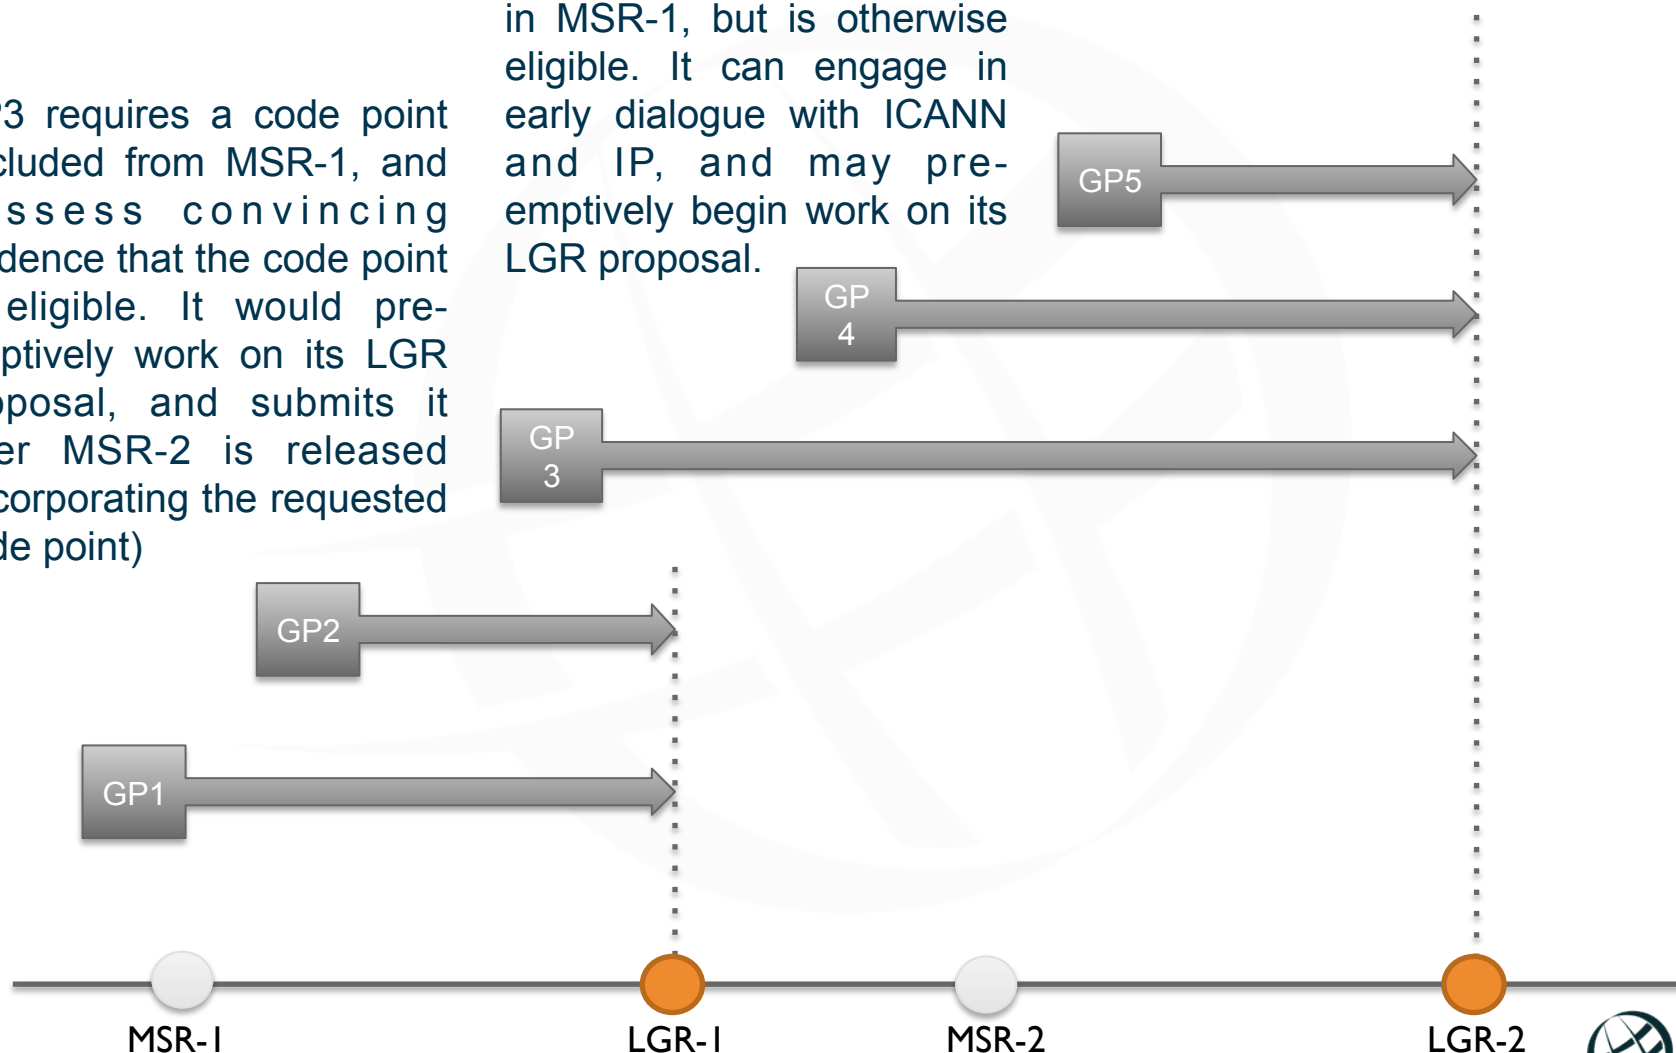 in MSR-1, but is otherwise
eligible. It can engage in
early dialogue with ICANN
and IP, and may pre-
emptively begin work on its
LGR proposal.
P3 requires a code point
cluded from MSR-1, and
ssess convincing
dence that the code point
eligible. It would pre-
ptively work on its LGR
oposal, and submits it
er MSR-2 is released
corporating the requested
de point)
GP5
GP
4
GP
3
GP2
GP1
MSR-1
LGR-1
MSR-2
LGR-2